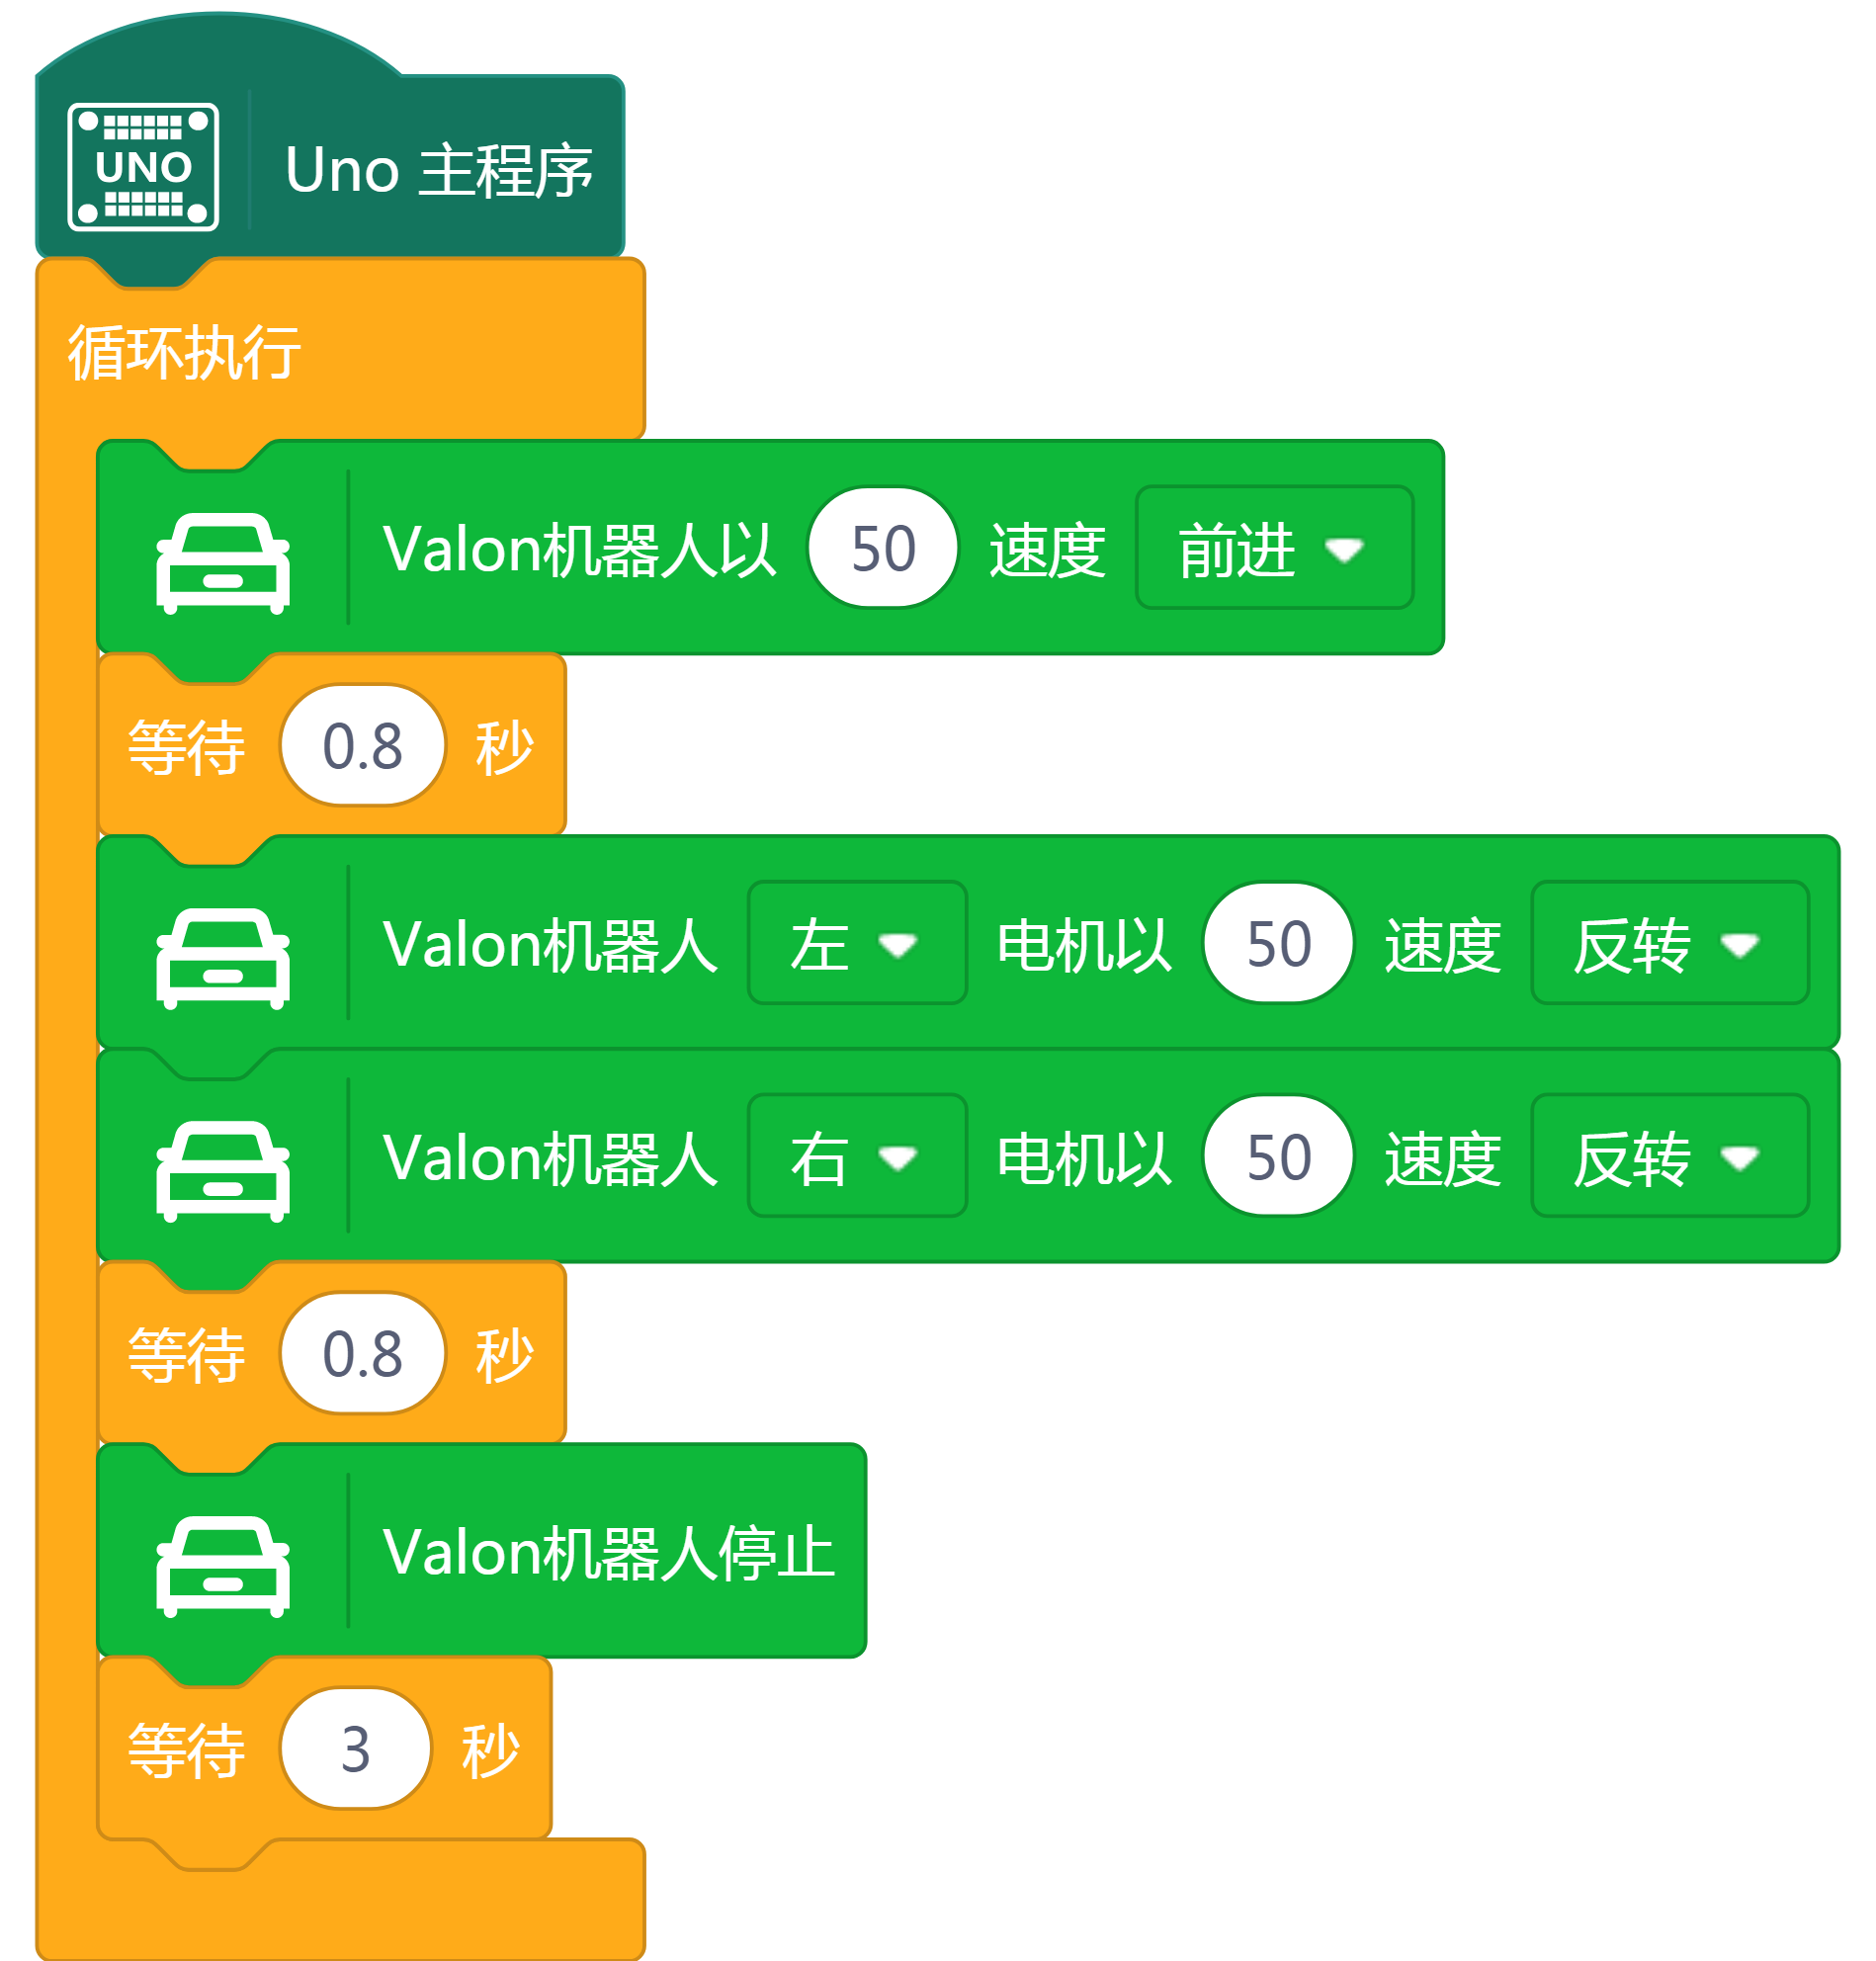 UNO
Uno 主程序
循环执行
Valon机器人以 50 速度 前进
等待 0.8 秒
Valon机器人 左 电机以 50 速度 反转
Valon机器人 右 电机以 50 速度 反转
等待 0.8 秒
Valon机器人停止
等待 3 秒